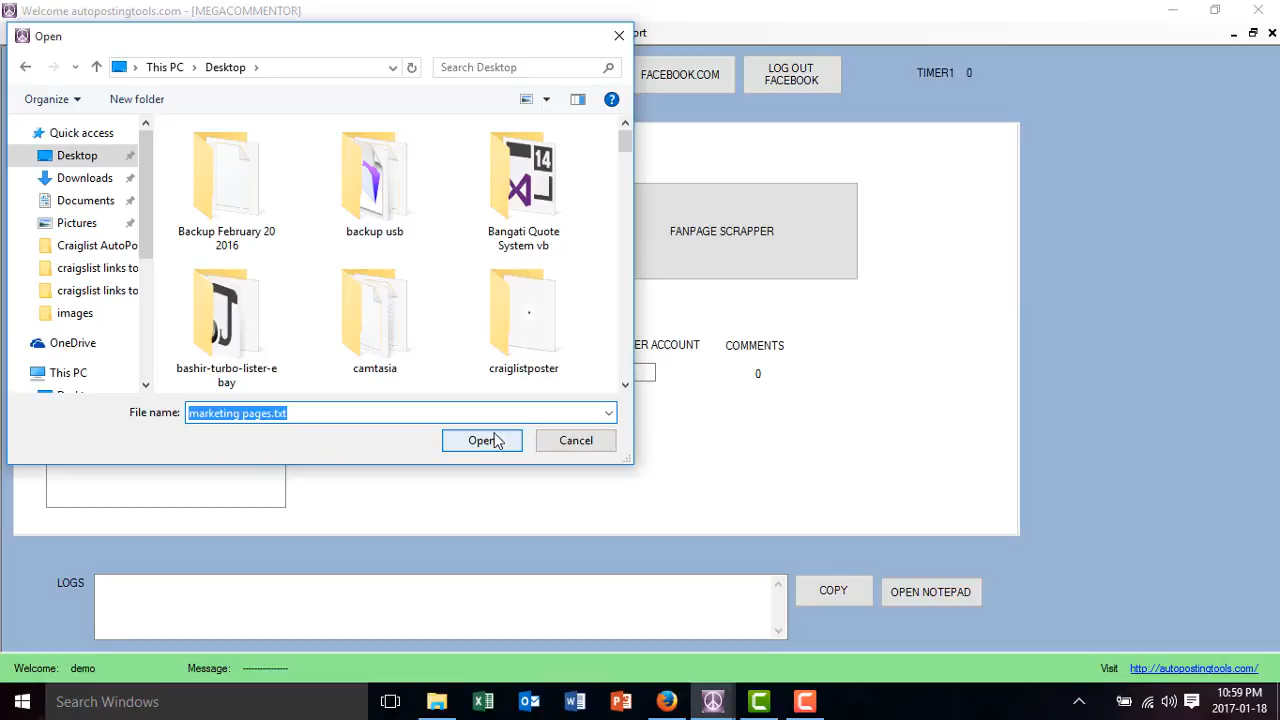 Welcome autopostingtools.com - [MEGACOMMENTOR]
Open
ort
This PC
Desktop
Search Desktop
FACEBOOK.COM
LOG OUT
FACEBOOK
TIMER1 0
Organize
New folder
Quick access
Desktop
Downloads
Documents
Pictures
Craiglist AutoPo
craigslist links to
craigslist links to
images
OneDrive
This PC
14
Backup February 20
2016
backup usb
Bangati Quote
System vb
bashir-turbo-lister-e
bay
camtasia
craiglistposter
FANPAGE SCRAPPER
ER ACCOUNT
COMMENTS
0
File name:
marketing pages.txt
Open
Cancel
LOGS
COPY
OPEN NOTEPAD
Welcome: demo
Message: ---------------
Visit http://autopostingtools.com/
Search Windows
10:59 PM
2017-01-18